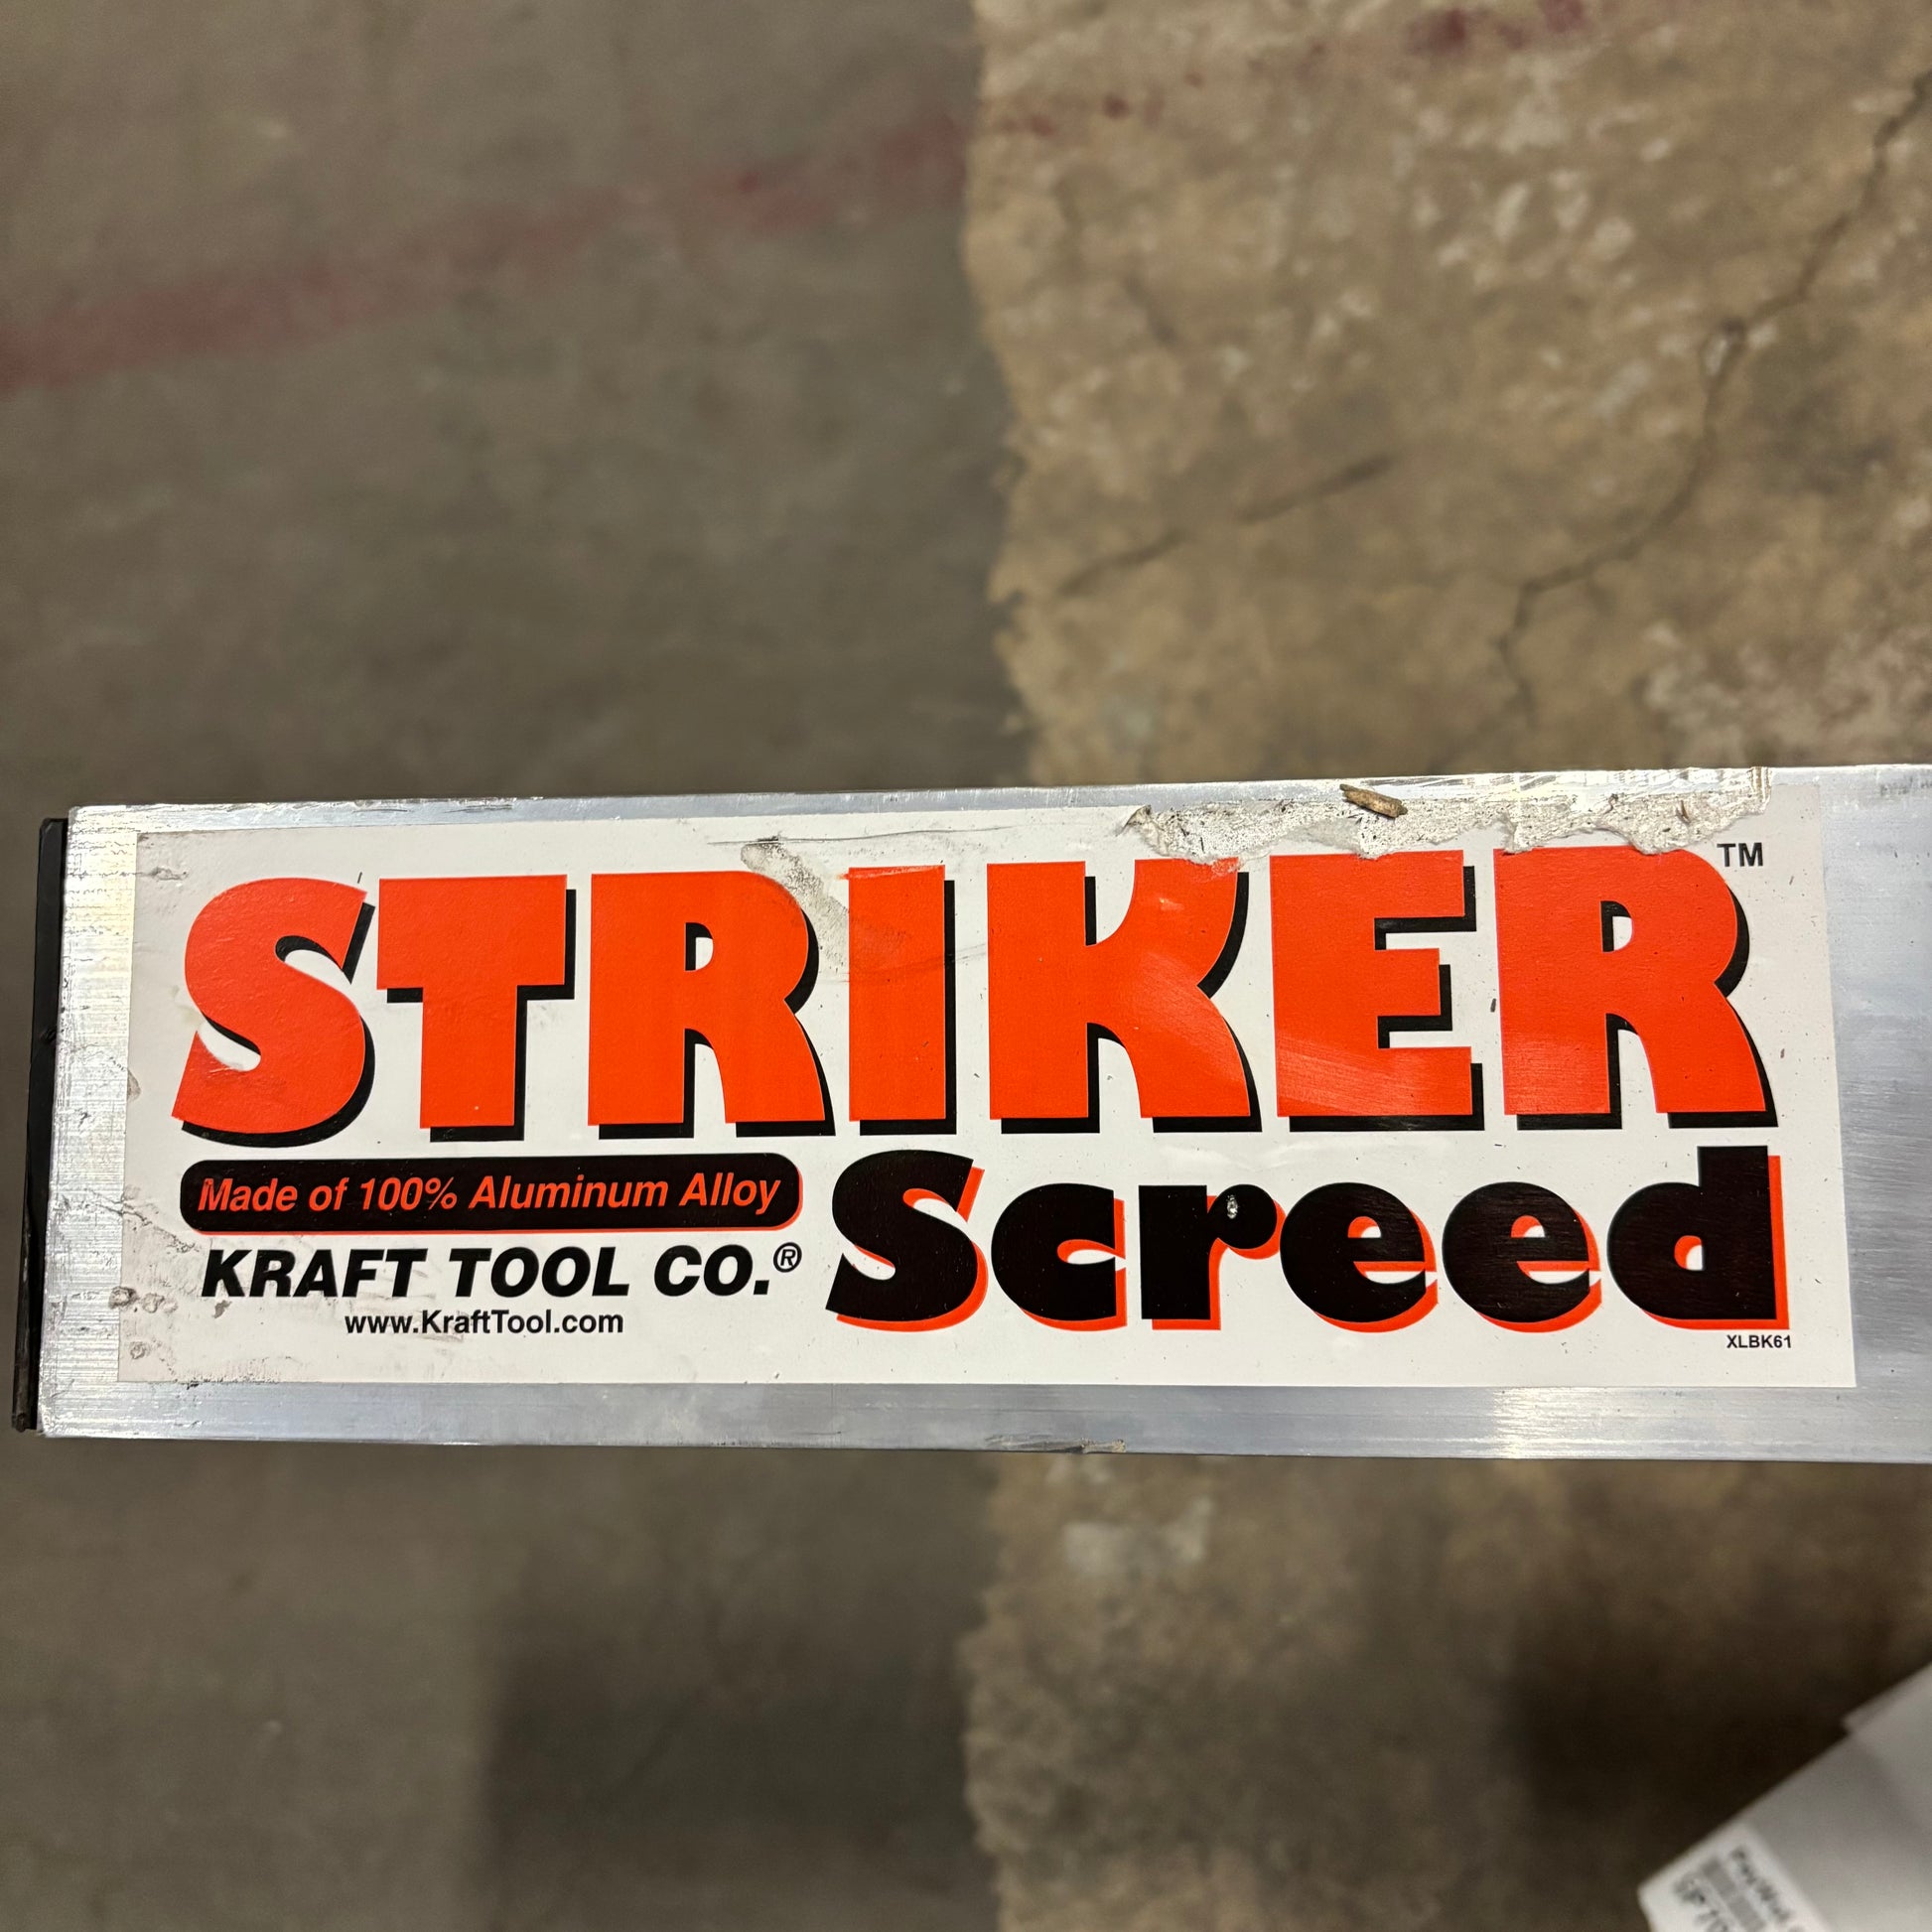 STRIKER™
Made of 100% Aluminum Alloy
Screed
KRAFT TOOL CO.®
www.KraftTool.com
XLBK61